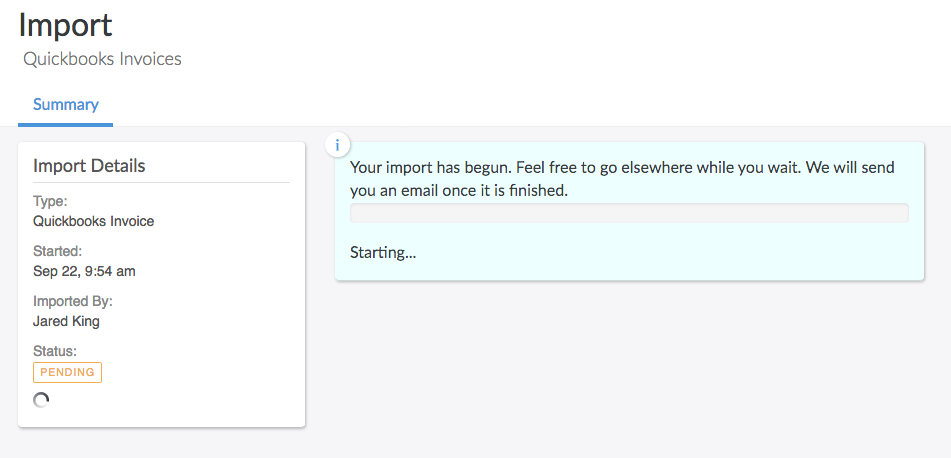 Import
Quickbooks Invoices
Summary
Import Details
Type:
Quickbooks Invoice
Started:
Sep 22, 9:54 am
Imported By:
Jared King
Status:
PENDING
i
Your import has begun. Feel free to go elsewhere while you wait. We will send
you an email once it is finished.
Starting...